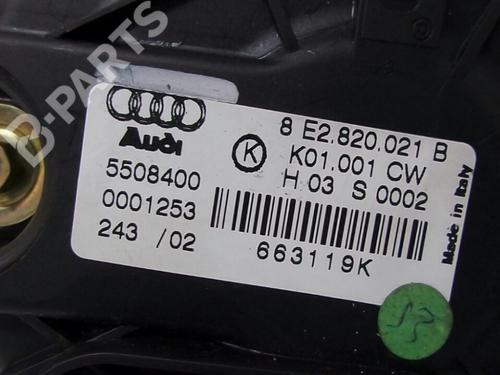 B-PARTS
Audi
5508400
0001253
243 /02
8 E2.820.021 B
K
K01.001 CW
H 03 S 0002
663119K
Made in Italy